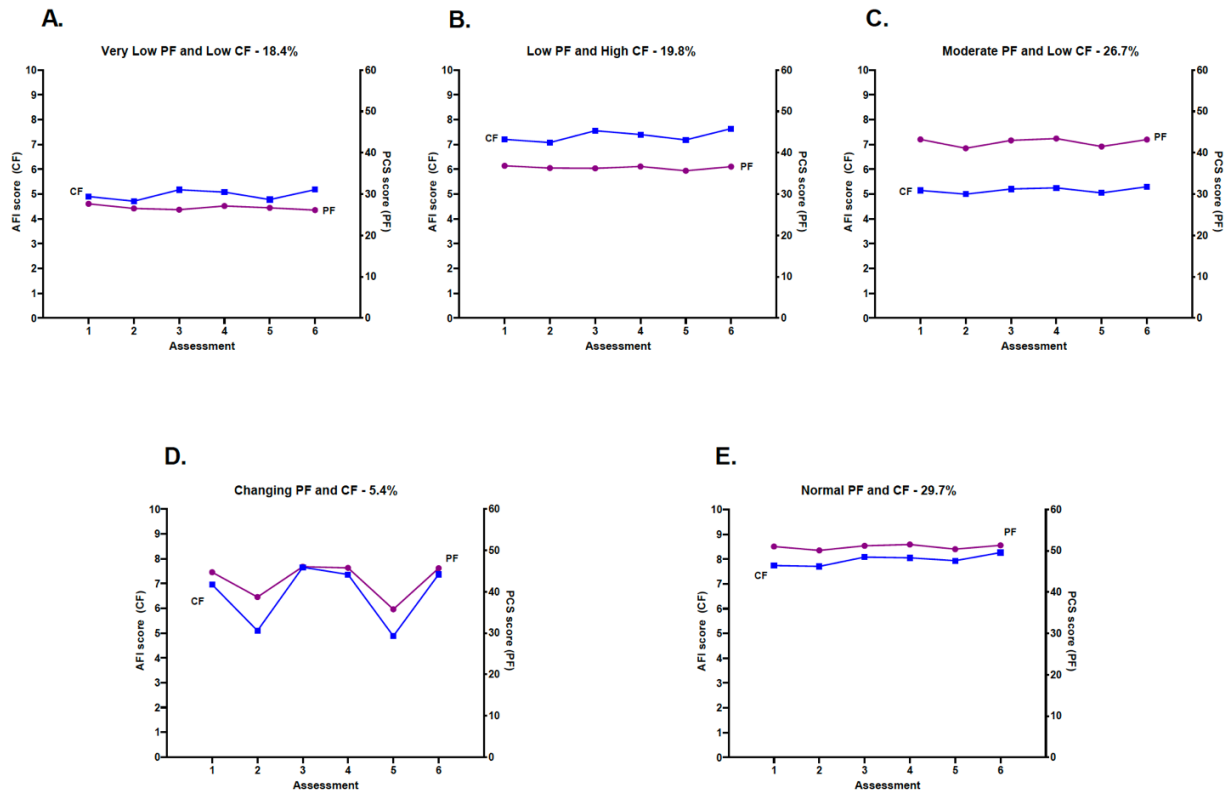 A.
Very Low PF and Low CF - 18.4%
10
9
8
7
6
5
4
3
2
1
0
AFI score (CF)
CF
PF
60
50
40
30
20
10
0
PCS score (PF)
1 2 3 4 5 6
Assessment
B.
Low PF and High CF - 19.8%
10
9
8
7
6
5
4
3
2
1
0
AFI score (CF)
CF
PF
60
50
40
30
20
10
0
PCS score (PF)
1 2 3 4 5 6
Assessment
C.
Moderate PF and Low CF - 26.7%
10
9
8
7
6
5
4
3
2
1
0
AFI score (CF)
PF
CF
60
50
40
30
20
10
0
PCS score (PF)
1 2 3 4 5 6
Assessment
D.
Changing PF and CF - 5.4%
10
9
8
7
6
5
4
3
2
1
0
AFI score (CF)
PF
CF
60
50
40
30
20
10
0
PCS score (PF)
1 2 3 4 5 6
Assessment
E.
Normal PF and CF - 29.7%
10
9
8
7
6
5
4
3
2
1
0
AFI score (CF)
PF
CF
60
50
40
30
20
10
0
PCS score (PF)
1 2 3 4 5 6
Assessment